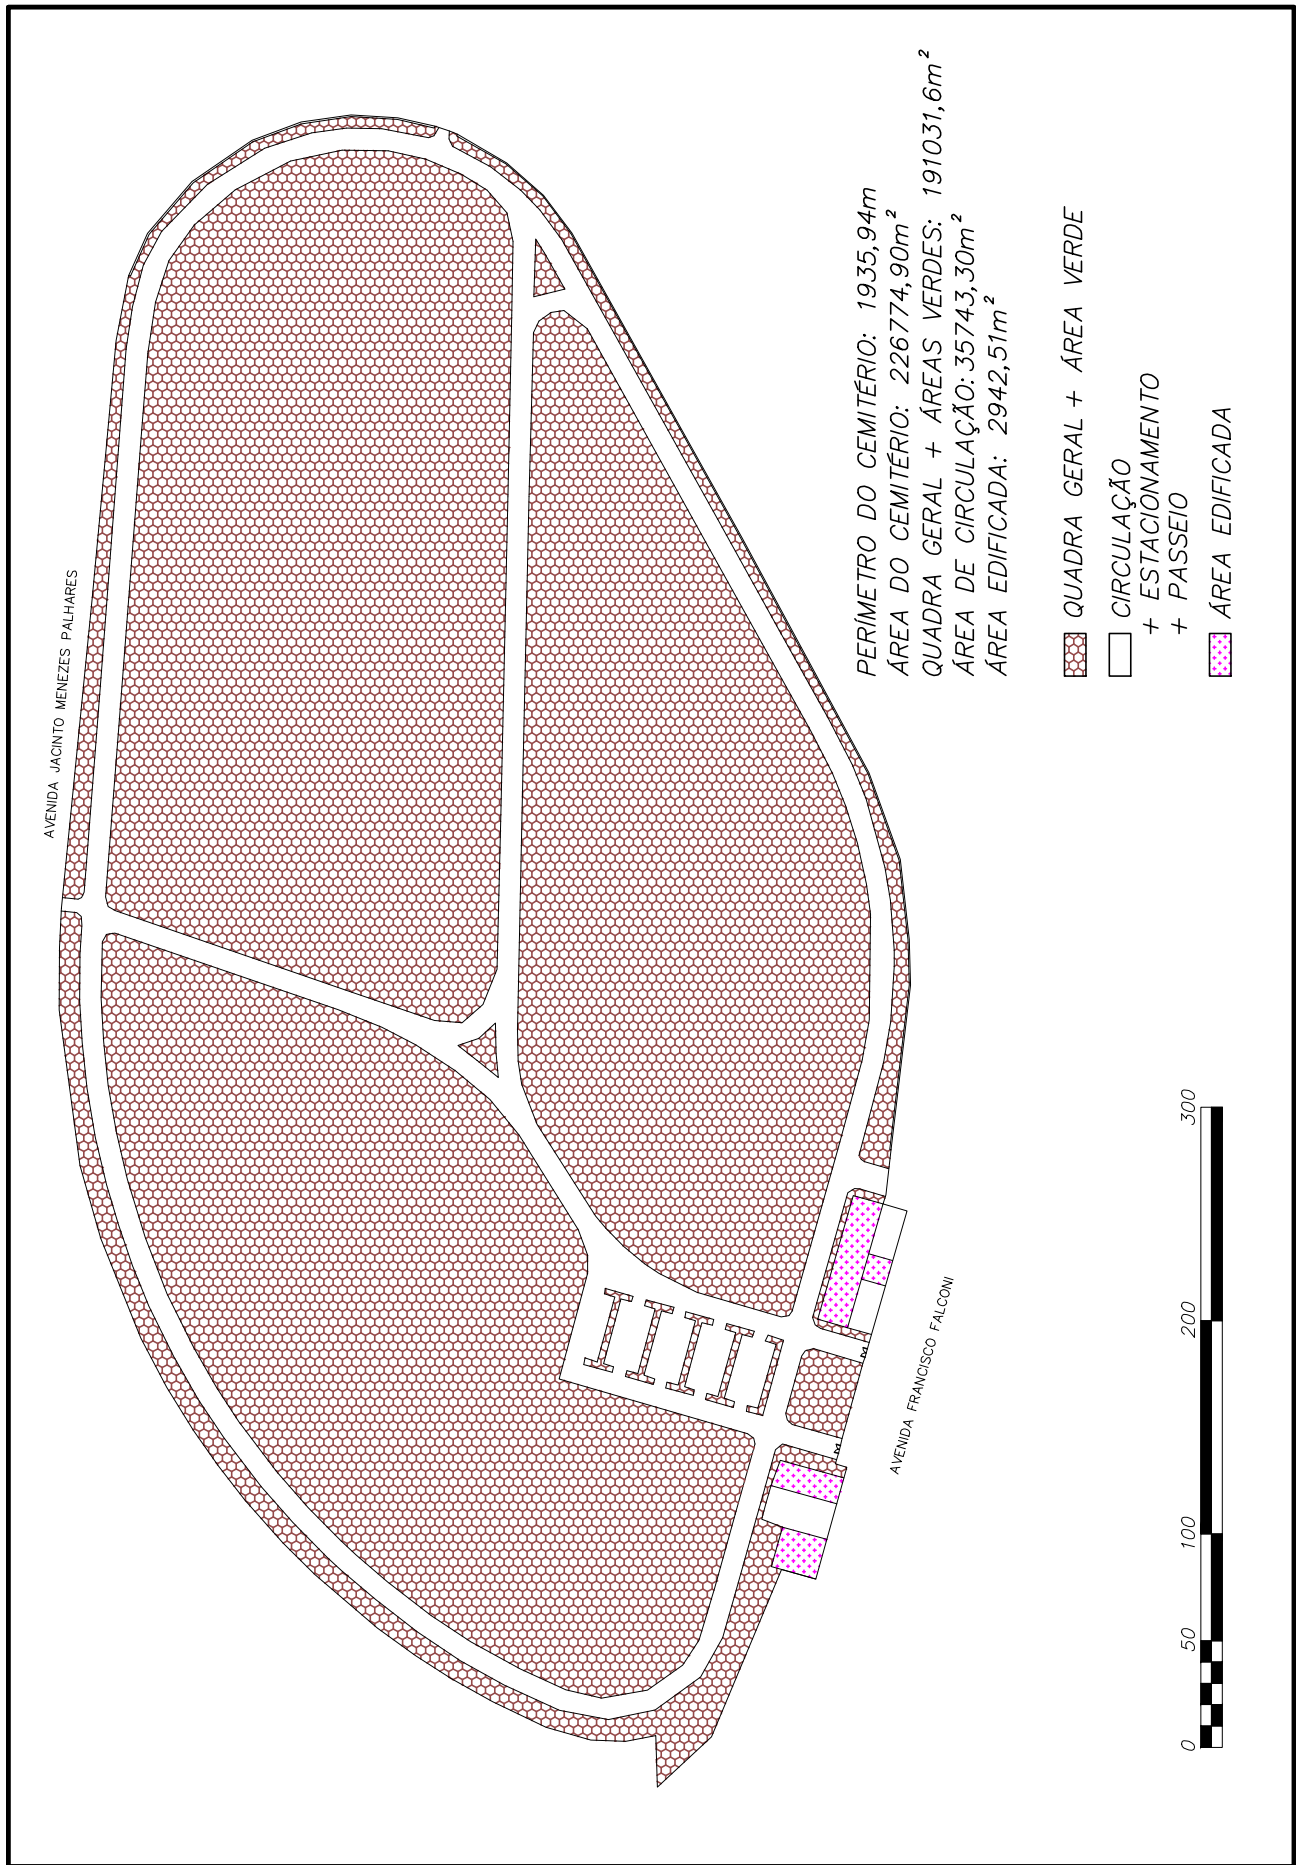 AVENIDA JACINTO MENEZES PALHARES
PERÍMETRO DO CEMITÉRIO: 1935,94m
ÁREA DO CEMITÉRIO: 226774,90m²
QUADRA GERAL + ÁREAS VERDES: 191031,6m²
ÁREA DE CIRCULAÇÃO: 35743,30m²
ÁREA EDIFICADA: 2942,51m²
QUADRA GERAL + ÁREA VERDE
CIRCULAÇÃO
+ ESTACIONAMENTO
+ PASSEIO
ÁREA EDIFICADA
AVENIDA FRANCISCO FALCONI
0 50 100 200 300